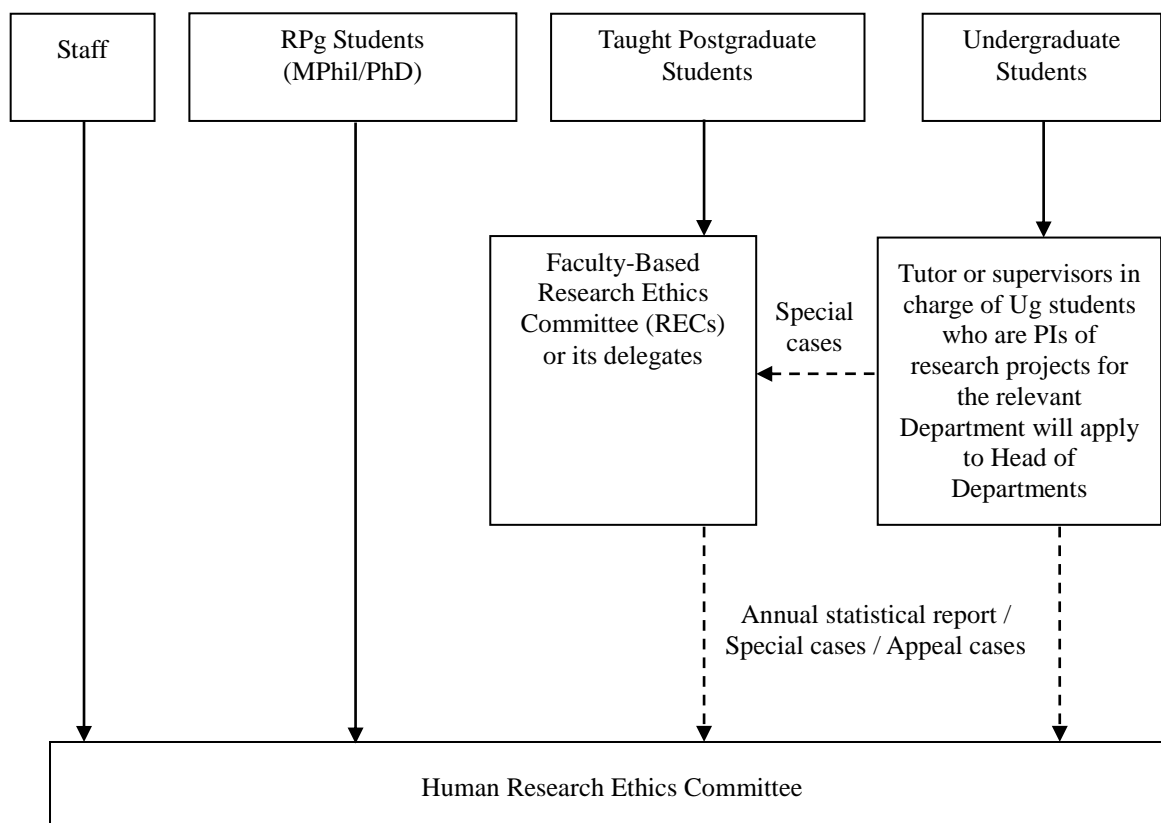 Staff
RPg Students
(MPhil/PhD)
Taught Postgraduate
Students
Undergraduate
Students
Faculty-Based
Research Ethics
Committee (RECs)
or its delegates
Special
cases
Tutor or supervisors in
charge of Ug students
who are PIs of
research projects for
the relevant
Department will apply
to Head of
Departments
Annual statistical report /
Special cases / Appeal cases
Human Research Ethics Committee